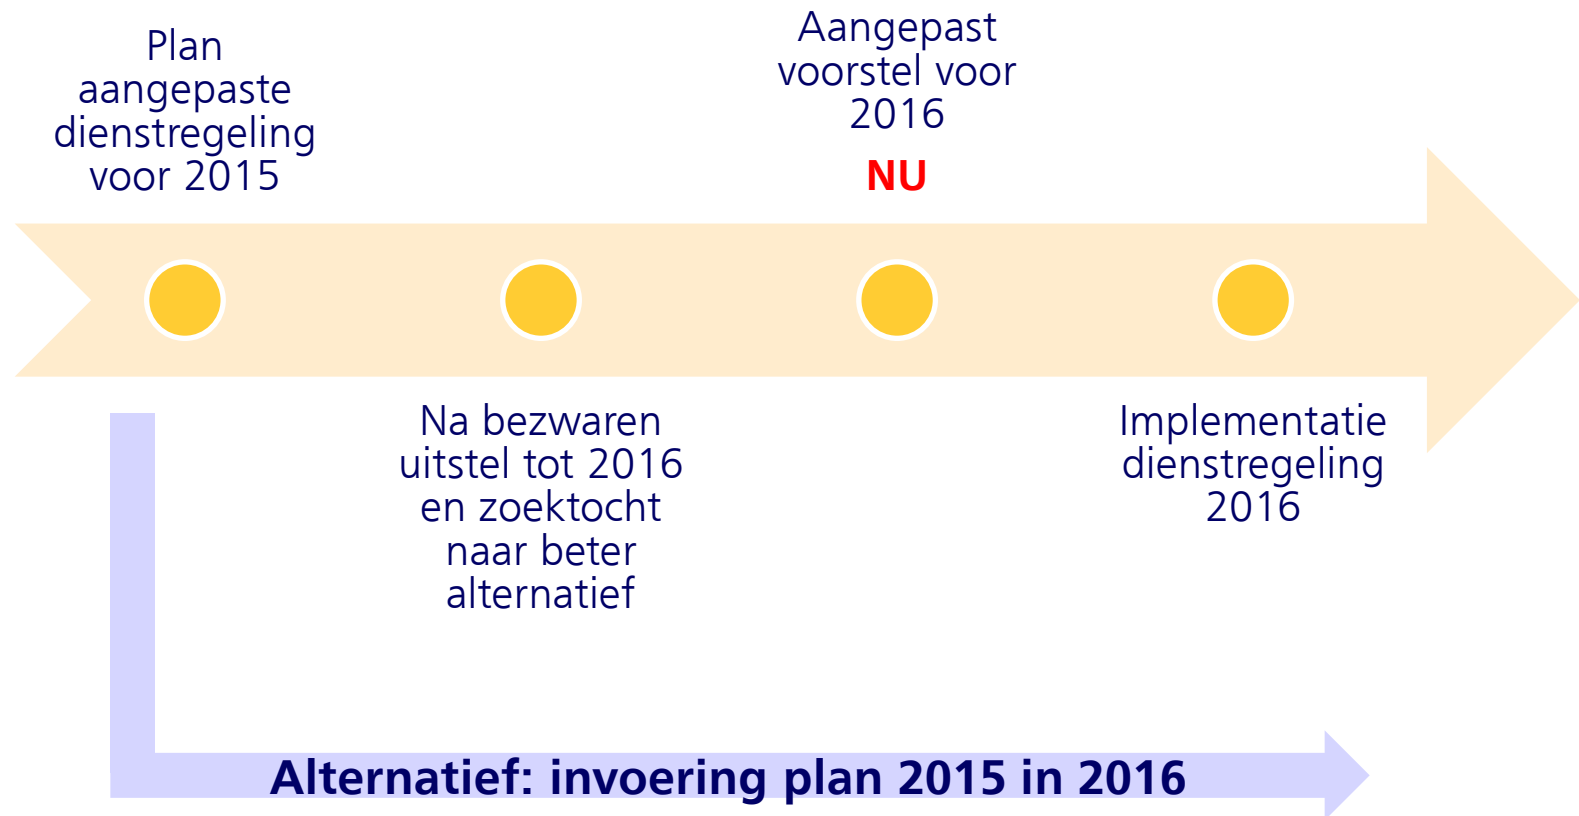 Plan
aangepaste
dienstregeling
voor 2015
Aangepast
voorstel voor
2016
NU
Na bezwaren
uitstel tot 2016
en zoektocht
naar beter
alternatief
Implementatie
dienstregeling
2016
Alternatief: invoering plan 2015 in 2016